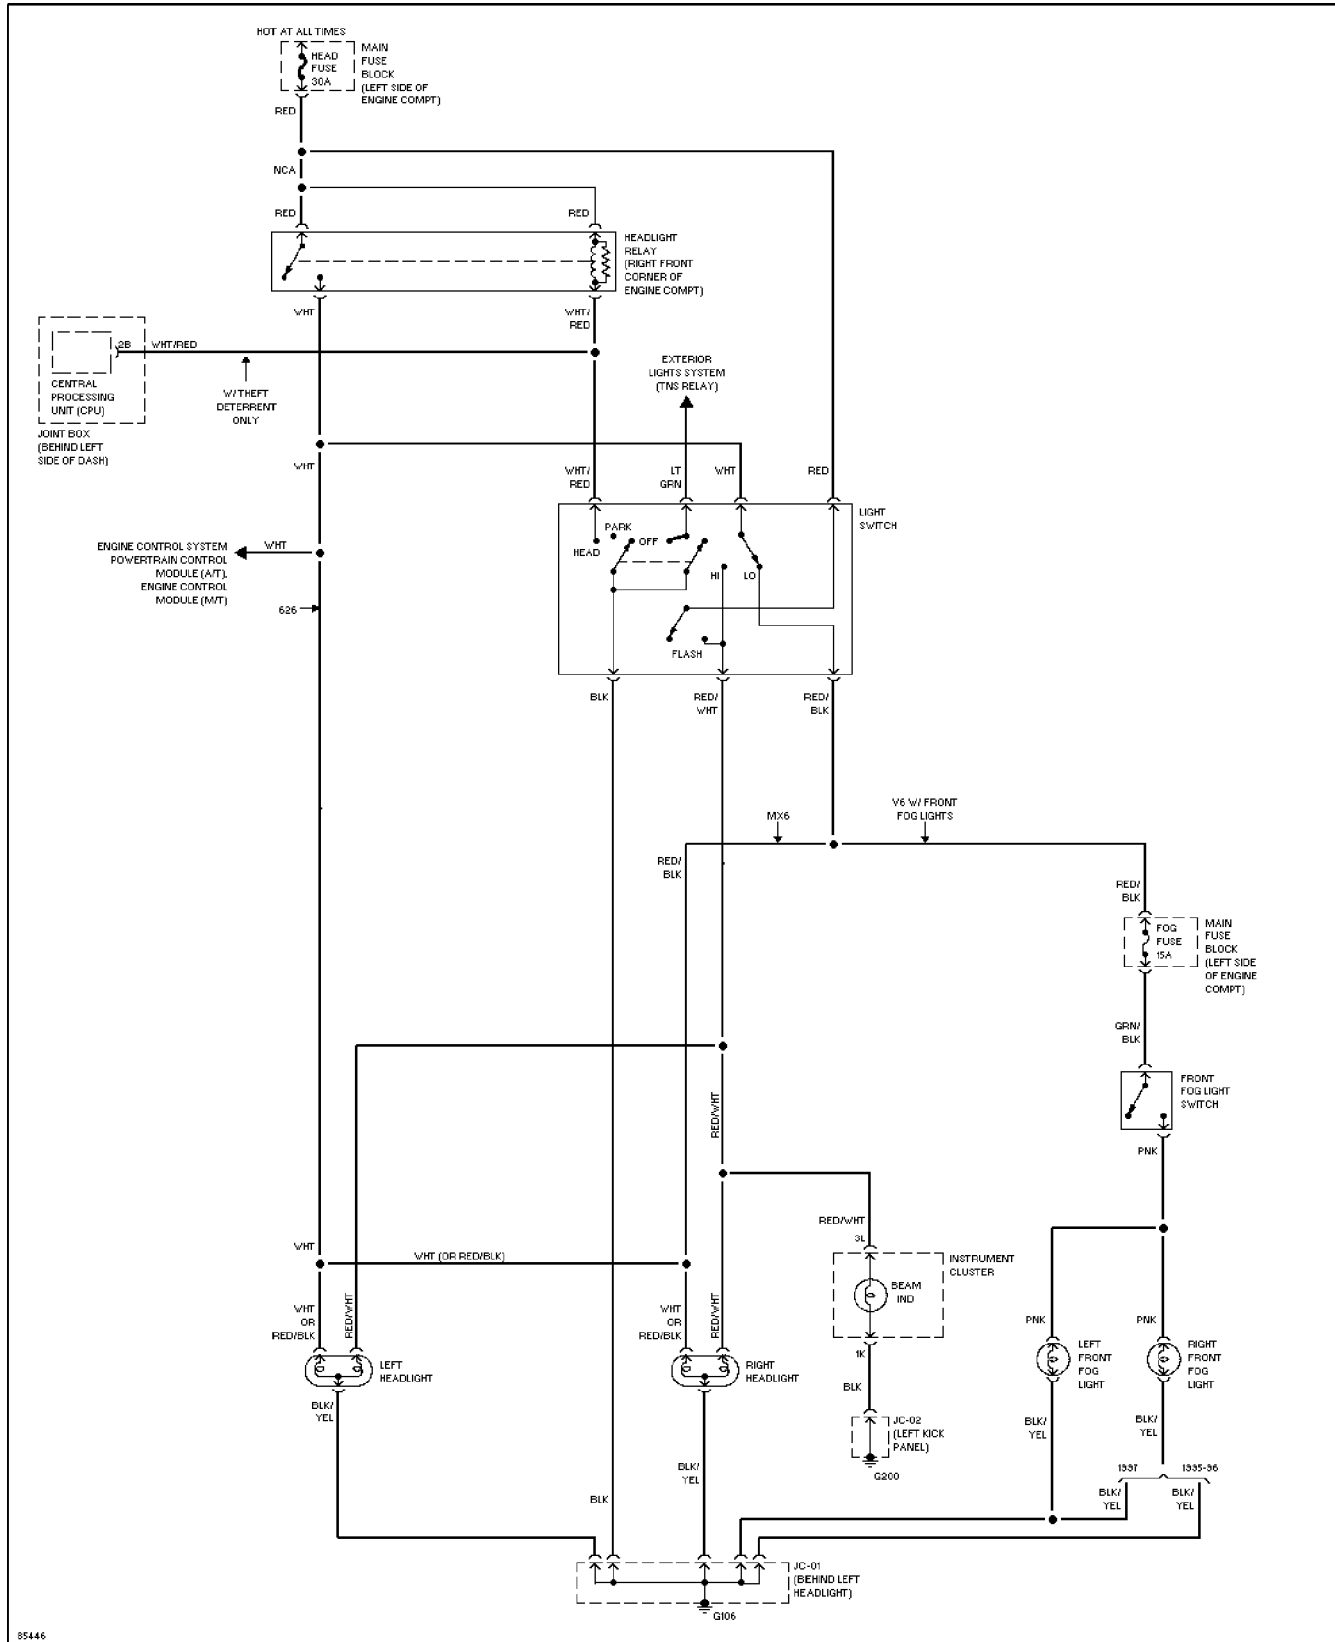 HOT AT ALL TIMES
HEAD
FUSE
30A
MAIN
FUSE
BLOCK
(LEFT SIDE OF
ENGINE COMPT)
RED
NCA
RED
RED
HEADLIGHT
RELAY
(RIGHT FRONT
CORNER OF
ENGINE COMPT)
WHT
WHT/
RED
2B
WHT/RED
CENTRAL
PROCESSING
UNIT (CPU)
JOINT BOX
(BEHIND LEFT
SIDE OF DASH)
W/THEFT
DETERRENT
ONLY
EXTERIOR
LIGHTS SYSTEM
(TNS RELAY)
WHT
WHT/
RED
LT
GRN
WHT
RED
LIGHT
SWITCH
PARK
HEAD
OFF
HI
LO
FLASH
ENGINE CONTROL SYSTEM
POWERTRAIN CONTROL
MODULE (A/T),
ENGINE CONTROL
MODULE (M/T)
WHT
626
BLK
RED/
WHT
RED/
BLK
MX6
V6 W/ FRONT
FOG LIGHTS
RED/
BLK
RED/
BLK
FOG
FUSE
15A
MAIN
FUSE
BLOCK
(LEFT SIDE
OF ENGINE
COMPT)
GRN/
BLK
FRONT
FOG LIGHT
SWITCH
PNK
RED/WHT
RED/WHT
3L
INSTRUMENT
CLUSTER
BEAM
IND
1K
BLK
JC-02
(LEFT KICK
PANEL)
G200
WHT
WHT (OR RED/BLK)
WHT
OR
RED/BLK
RED/WHT
WHT
OR
RED/BLK
RED/WHT
LEFT
HEADLIGHT
RIGHT
HEADLIGHT
PNK
PNK
LEFT
FRONT
FOG
LIGHT
RIGHT
FRONT
FOG
LIGHT
BLK/
YEL
BLK/
YEL
BLK/
YEL
BLK/
YEL
1997
1995-96
BLK/
YEL
BLK/
YEL
BLK
JC-01
(BEHIND LEFT
HEADLIGHT)
G106
85446